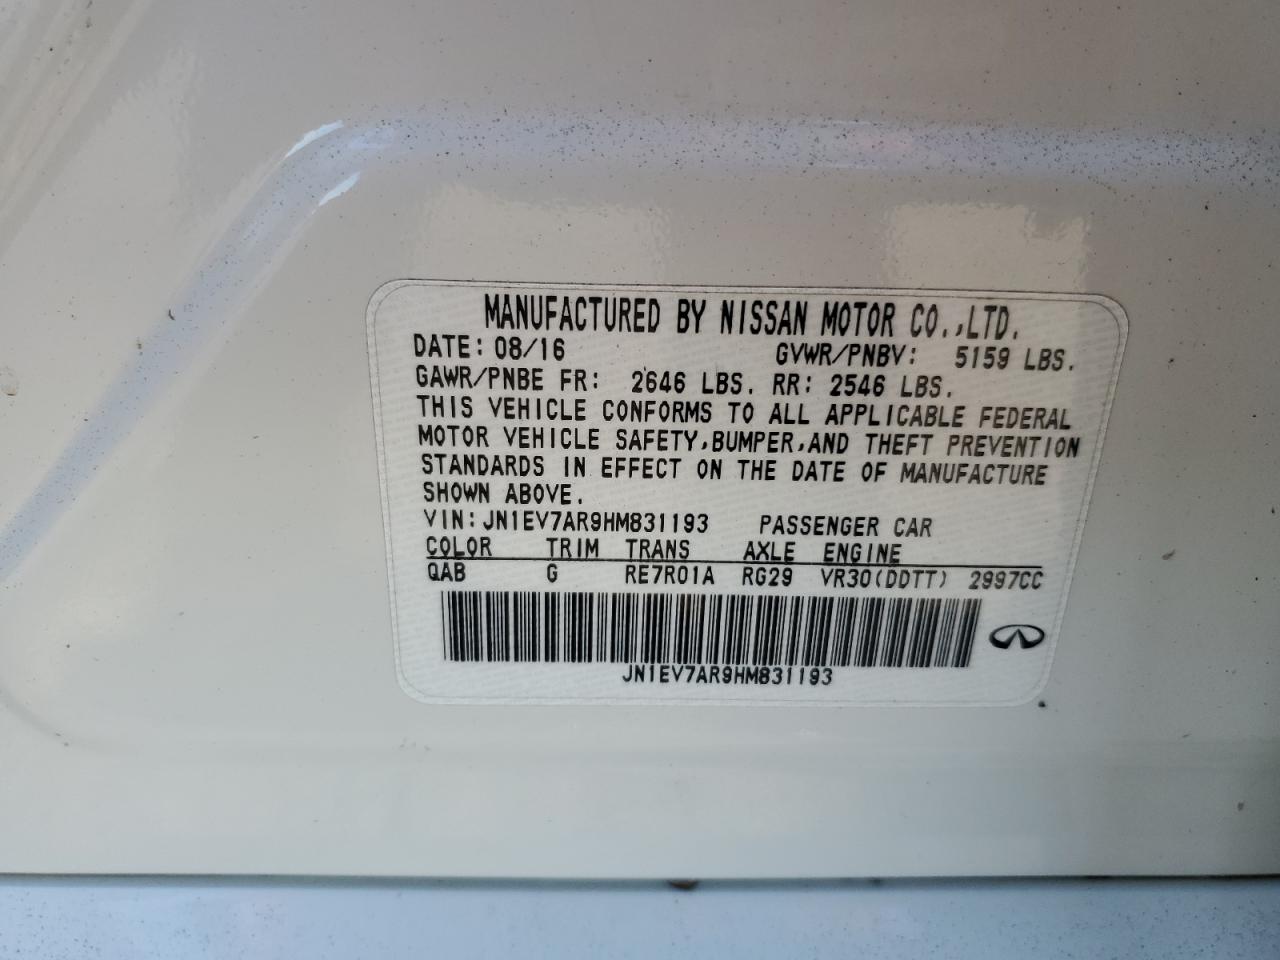 MANUFACTURED BY NISSAN MOTOR CO.,LTD.
DATE: 08/16 GVWR/PNBV: 5159 LBS.
GAWR/PNBE FR: 2646 LBS. RR: 2546 LBS.
THIS VEHICLE CONFORMS TO ALL APPLICABLE FEDERAL
MOTOR VEHICLE SAFETY,BUMPER,AND THEFT PREVENTION
STANDARDS IN EFFECT ON THE DATE OF MANUFACTURE
SHOWN ABOVE.
VIN:JN1EV7AR9HM831193 PASSENGER CAR
COLOR TRIM TRANS AXLE ENGINE
QAB G RE7R01A RG29 VR30(DDTT) 2997CC
JN1EV7AR9HM831193